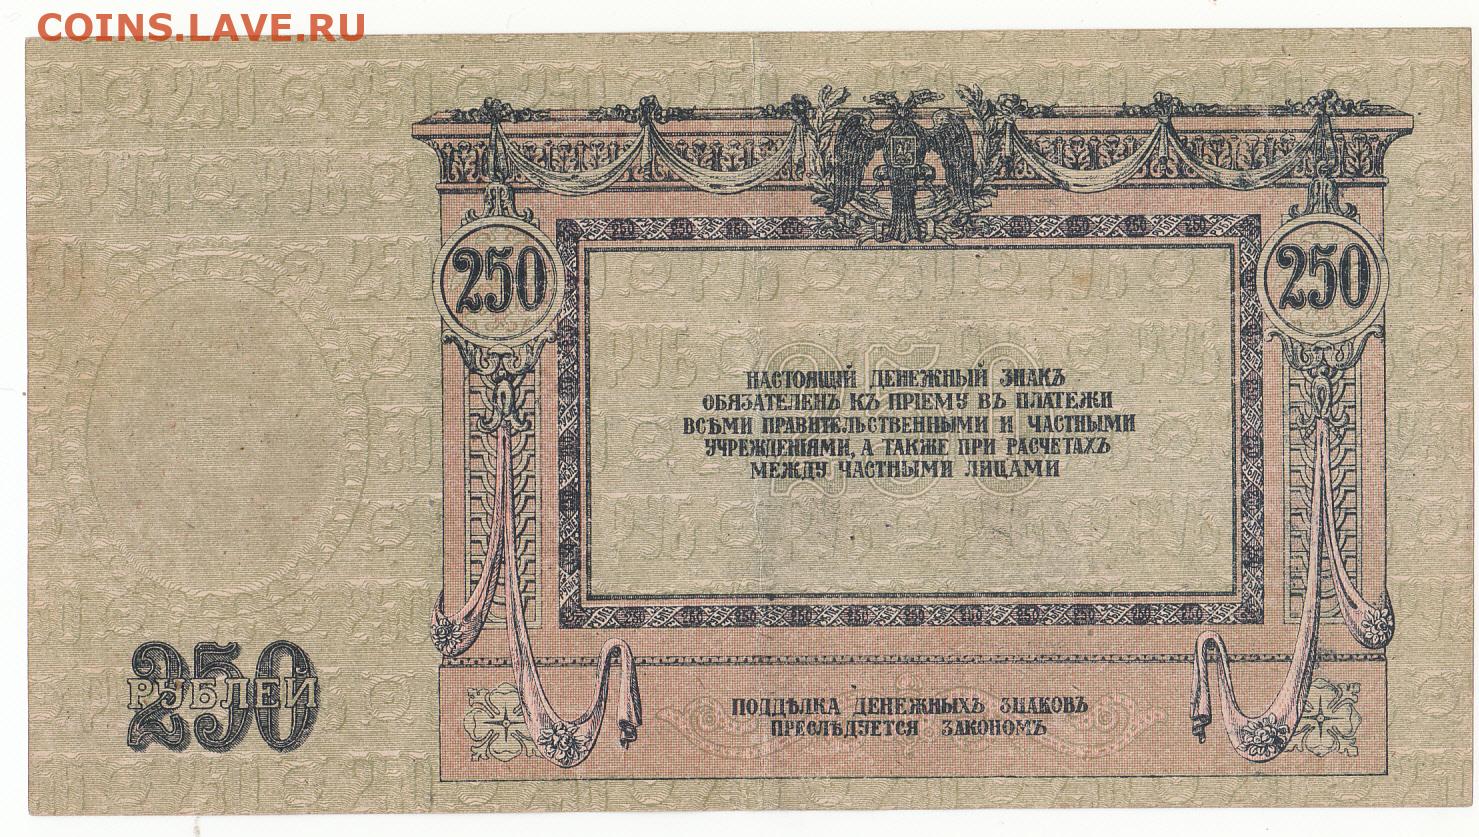 COINS.LAVE.RU
250 250
НАСТОЯЩІЙ ДЕНЕЖНЫЙ ЗНАКЪ
ОБЯЗАТЕЛЕНЪ КЪ ПРІЕМУ ВЪ ПЛАТЕЖИ
ВСѢМИ ПРАВИТЕЛЬСТВЕННЫМИ И ЧАСТНЫМИ
УЧРЕЖДЕНІЯМИ, А ТАКЖЕ ПРИ РАСЧЕТАХЪ
МЕЖДУ ЧАСТНЫМИ ЛИЦАМИ
250
250
РУБЛЕЙ
ПОДДѢЛКА ДЕНЕЖНЫХЪ ЗНАКОВЪ
ПРЕСЛѢДУЕТСЯ ЗАКОНОМЪ